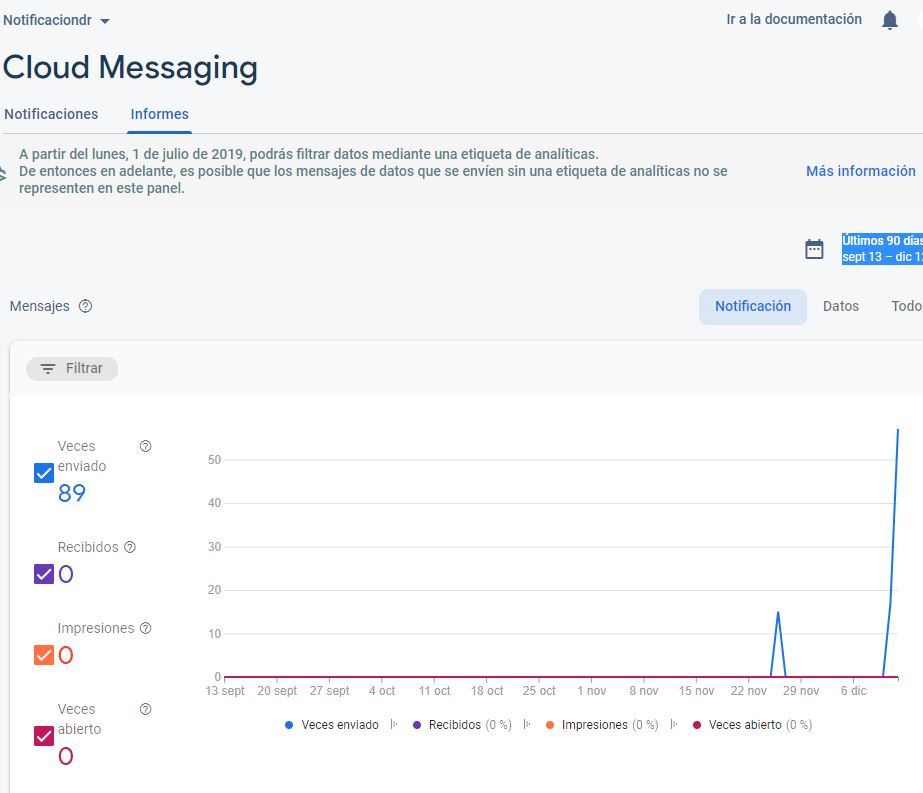 Notificaciondr
Ir a la documentación
Cloud Messaging
Notificaciones
Informes
A partir del lunes, 1 de julio de 2019, podrás filtrar datos mediante una etiqueta de analíticas.
De entonces en adelante, es posible que los mensajes de datos que se envíen sin una etiqueta de analíticas no se
representen en este panel.
Más información
Últimos 90 días
sept 13 – dic 12
Mensajes
Notificación
Datos
Todo
Filtrar
Veces
enviado
89
Recibidos
0
Impresiones
0
Veces
abierto
0
50
40
30
20
10
0
13 sept 20 sept 27 sept 4 oct 11 oct 18 oct 25 oct 1 nov 8 nov 15 nov 22 nov 29 nov 6 dic
Veces enviado Recibidos (0 %) Impresiones (0 %) Veces abierto (0 %)